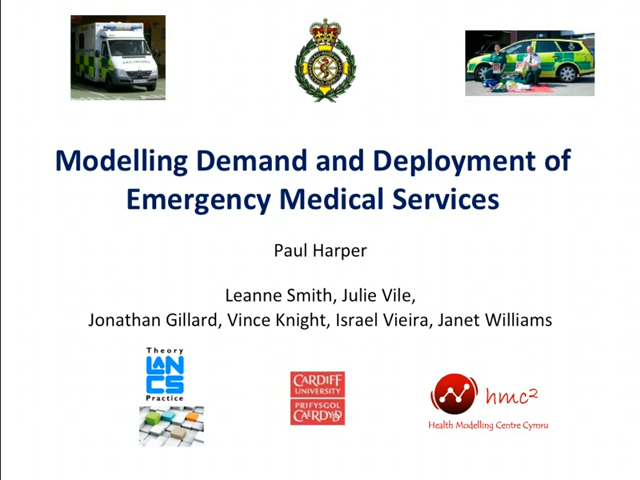 Modelling Demand and Deployment of
Emergency Medical Services
Paul Harper
Leanne Smith, Julie Vile,
Jonathan Gillard, Vince Knight, Israel Vieira, Janet Williams
Theory
LANCS
Practice
CARDIFF
UNIVERSITY
PRIFYSGOL
CAERDYDD
hmc²
Health Modelling Centre Cymru